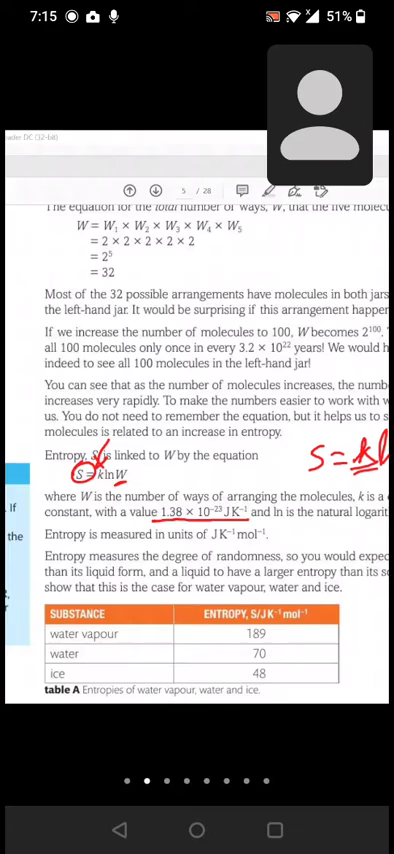 7:15
51%
ader DC (32-bit)
5 / 28
The equation for the total number of ways, W, that the five molecu
W = W₁ × W₂ × W₃ × W₄ × W₅
= 2 × 2 × 2 × 2 × 2
= 2⁵
= 32
Most of the 32 possible arrangements have molecules in both jars
the left-hand jar. It would be surprising if this arrangement happer
If we increase the number of molecules to 100, W becomes 2¹⁰⁰.
all 100 molecules only once in every 3.2 × 10²² years! We would h
indeed to see all 100 molecules in the left-hand jar!
You can see that as the number of molecules increases, the numb
increases very rapidly. To make the numbers easier to work with
us. You do not need to remember the equation, but it helps us to s
molecules is related to an increase in entropy.
Entropy, S, is linked to W by the equation
S = k
S = k lnW
where W is the number of ways of arranging the molecules, k is a
If
constant, with a value 1.38 × 10⁻²³ J K⁻¹ and ln is the natural logarit
the
Entropy is measured in units of J K⁻¹ mol⁻¹.
Entropy measures the degree of randomness, so you would expec
than its liquid form, and a liquid to have a larger entropy than its so
show that this is the case for water vapour, water and ice.
SUBSTANCE ENTROPY, S/J K⁻¹ mol⁻¹
water vapour 189
water 70
ice 48
table A Entropies of water vapour, water and ice.